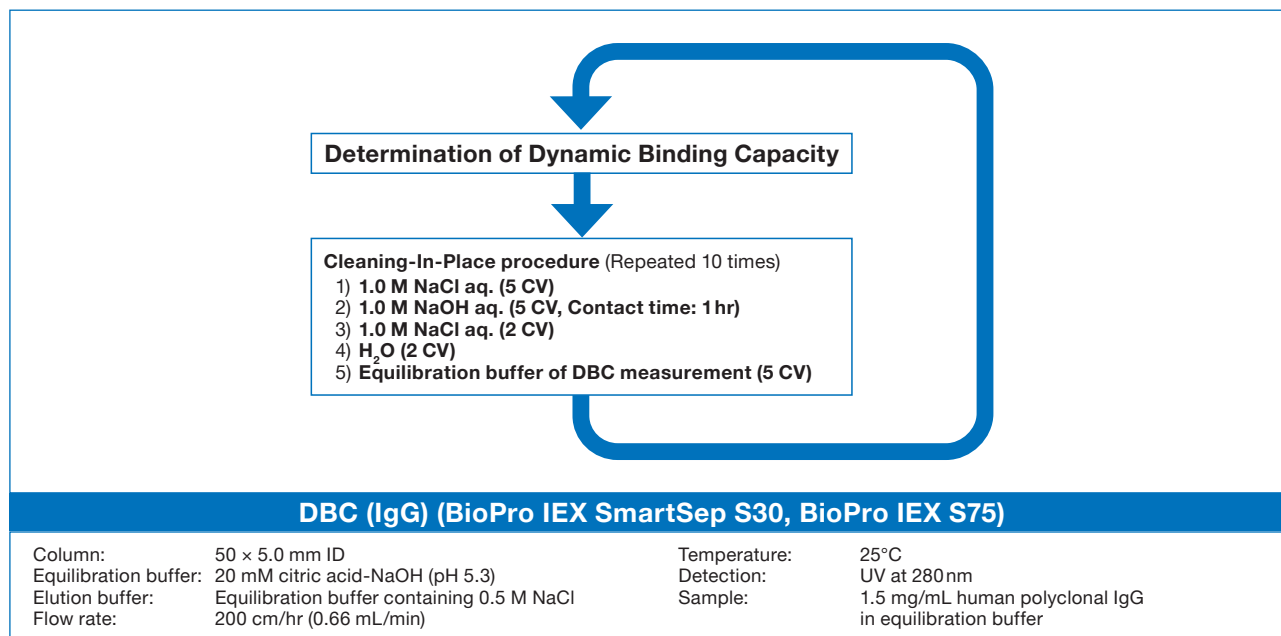 Determination of Dynamic Binding Capacity
Cleaning-In-Place procedure (Repeated 10 times)
1) 1.0 M NaCl aq. (5 CV)
2) 1.0 M NaOH aq. (5 CV, Contact time: 1 hr)
3) 1.0 M NaCl aq. (2 CV)
4) H₂O (2 CV)
5) Equilibration buffer of DBC measurement (5 CV)
DBC (IgG) (BioPro IEX SmartSep S30, BioPro IEX S75)
Column: 50 × 5.0 mm ID
Equilibration buffer: 20 mM citric acid-NaOH (pH 5.3)
Elution buffer: Equilibration buffer containing 0.5 M NaCl
Flow rate: 200 cm/hr (0.66 mL/min)
Temperature: 25°C
Detection: UV at 280 nm
Sample: 1.5 mg/mL human polyclonal IgG
in equilibration buffer